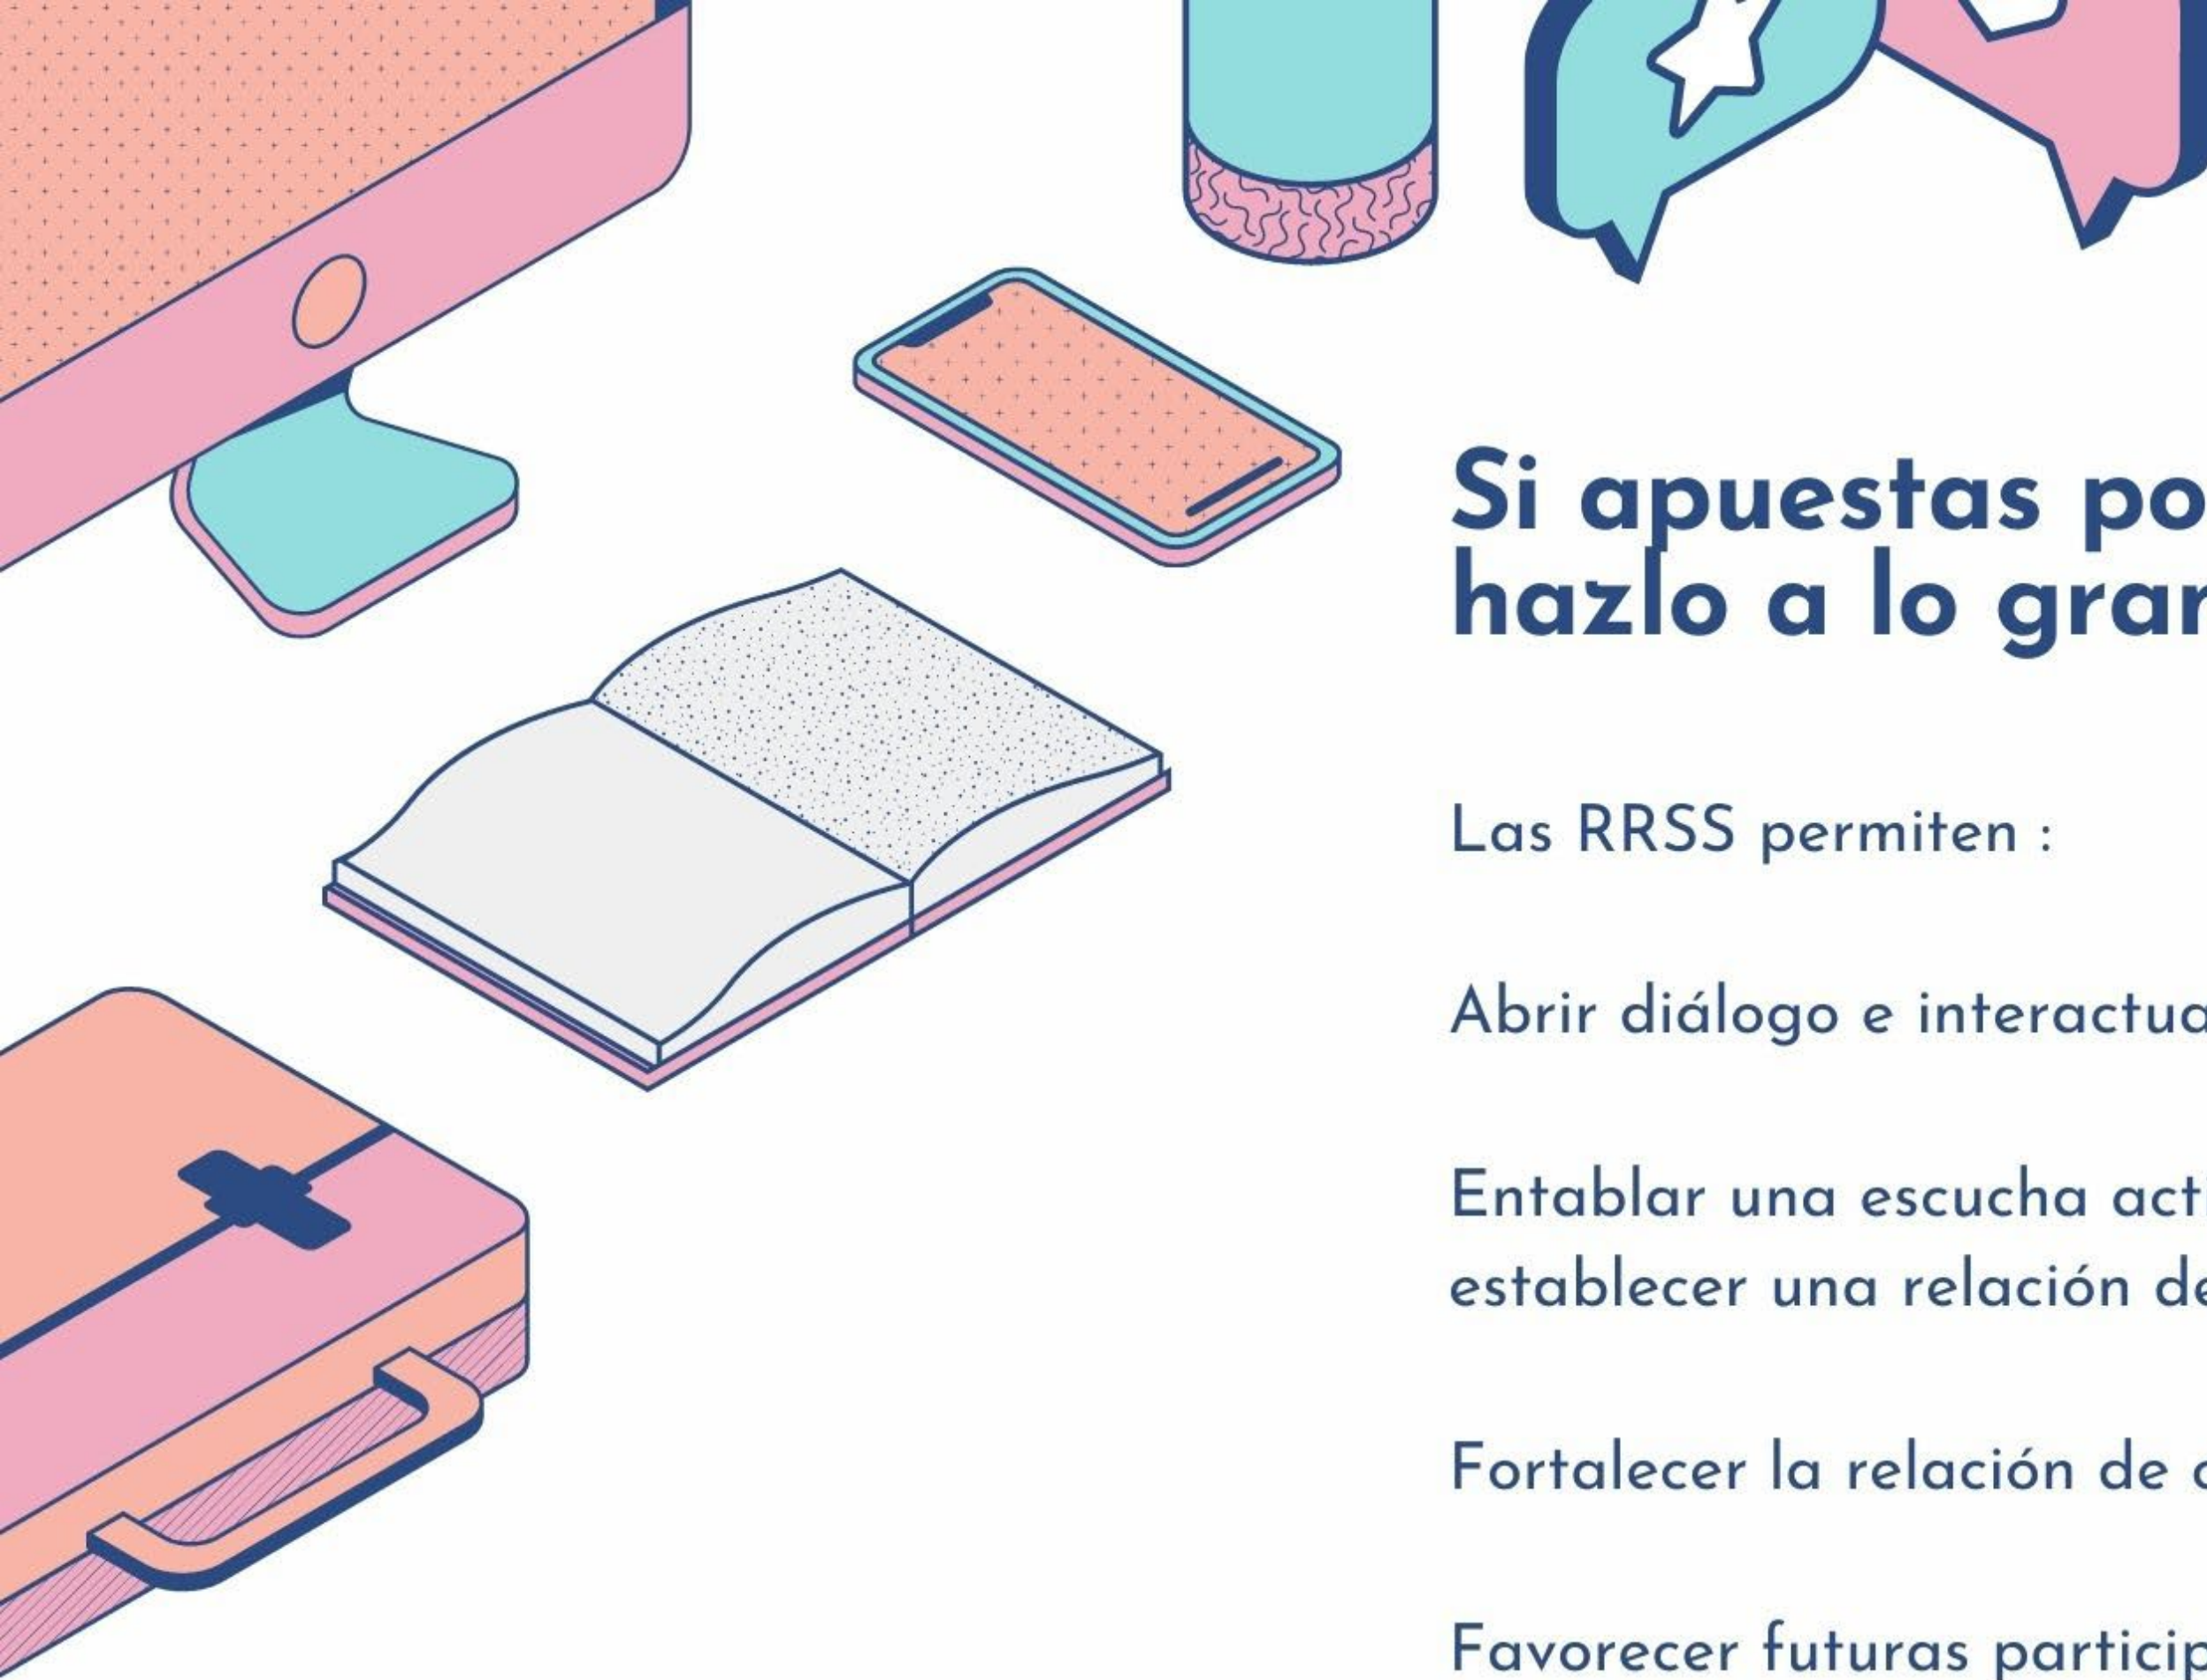 Si apuestas po
hazlo a lo gran
Las RRSS permiten :
Abrir diálogo e interactua
Entablar una escucha acti
establecer una relación de
Fortalecer la relación de
Favorecer futuras particip